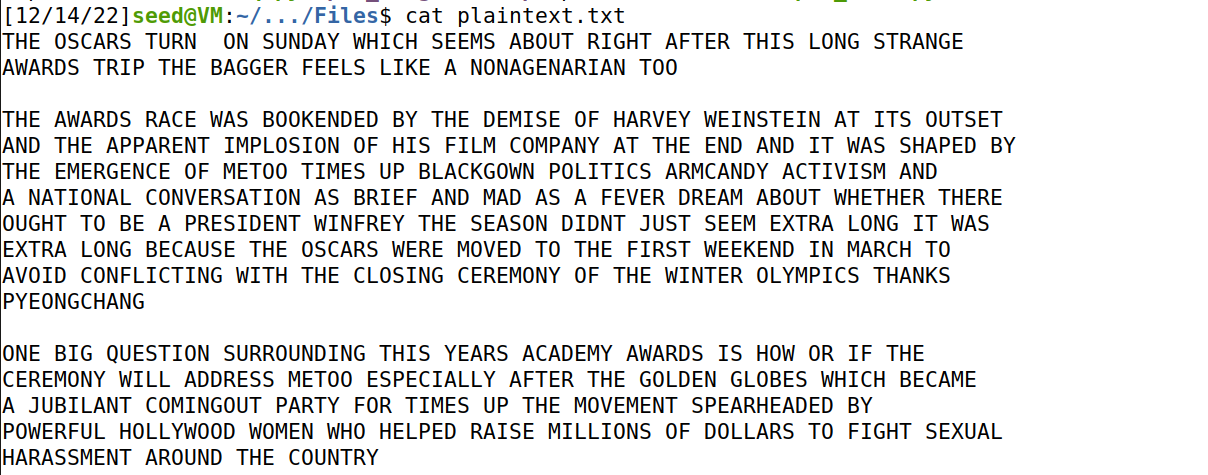 [12/14/22]seed@VM:~/.../Files$ cat plaintext.txt
THE OSCARS TURN  ON SUNDAY WHICH SEEMS ABOUT RIGHT AFTER THIS LONG STRANGE
AWARDS TRIP THE BAGGER FEELS LIKE A NONAGENARIAN TOO

THE AWARDS RACE WAS BOOKENDED BY THE DEMISE OF HARVEY WEINSTEIN AT ITS OUTSET
AND THE APPARENT IMPLOSION OF HIS FILM COMPANY AT THE END AND IT WAS SHAPED BY
THE EMERGENCE OF METOO TIMES UP BLACKGOWN POLITICS ARMCANDY ACTIVISM AND
A NATIONAL CONVERSATION AS BRIEF AND MAD AS A FEVER DREAM ABOUT WHETHER THERE
OUGHT TO BE A PRESIDENT WINFREY THE SEASON DIDNT JUST SEEM EXTRA LONG IT WAS
EXTRA LONG BECAUSE THE OSCARS WERE MOVED TO THE FIRST WEEKEND IN MARCH TO
AVOID CONFLICTING WITH THE CLOSING CEREMONY OF THE WINTER OLYMPICS THANKS
PYEONGCHANG

ONE BIG QUESTION SURROUNDING THIS YEARS ACADEMY AWARDS IS HOW OR IF THE
CEREMONY WILL ADDRESS METOO ESPECIALLY AFTER THE GOLDEN GLOBES WHICH BECAME
A JUBILANT COMINGOUT PARTY FOR TIMES UP THE MOVEMENT SPEARHEADED BY
POWERFUL HOLLYWOOD WOMEN WHO HELPED RAISE MILLIONS OF DOLLARS TO FIGHT SEXUAL
HARASSMENT AROUND THE COUNTRY